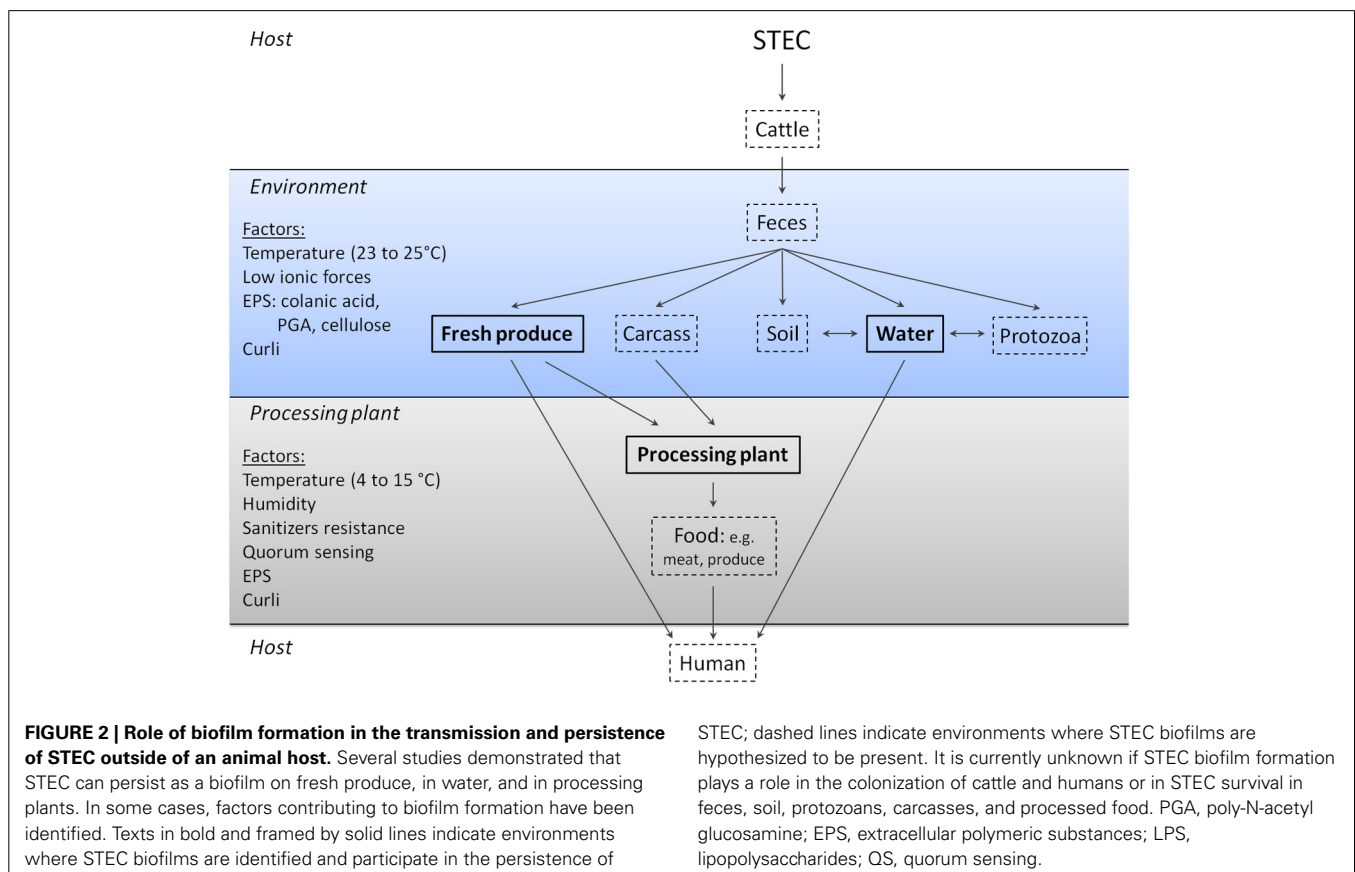 Host
STEC
Cattle
Environment
Feces
Factors:
Temperature (23 to 25°C)
Low ionic forces
EPS: colanic acid,
PGA, cellulose
Curli
Fresh produce
Carcass
Soil
Water
Protozoa
Processing plant
Factors:
Temperature (4 to 15 °C)
Humidity
Sanitizers resistance
Quorum sensing
EPS
Curli
Processing plant
Food: e.g.
meat, produce
Host
Human
FIGURE 2 | Role of biofilm formation in the transmission and persistence
of STEC outside of an animal host. Several studies demonstrated that
STEC can persist as a biofilm on fresh produce, in water, and in processing
plants. In some cases, factors contributing to biofilm formation have been
identified. Texts in bold and framed by solid lines indicate environments
where STEC biofilms are identified and participate in the persistence of
STEC; dashed lines indicate environments where STEC biofilms are
hypothesized to be present. It is currently unknown if STEC biofilm formation
plays a role in the colonization of cattle and humans or in STEC survival in
feces, soil, protozoans, carcasses, and processed food. PGA, poly-N-acetyl
glucosamine; EPS, extracellular polymeric substances; LPS,
lipopolysaccharides; QS, quorum sensing.